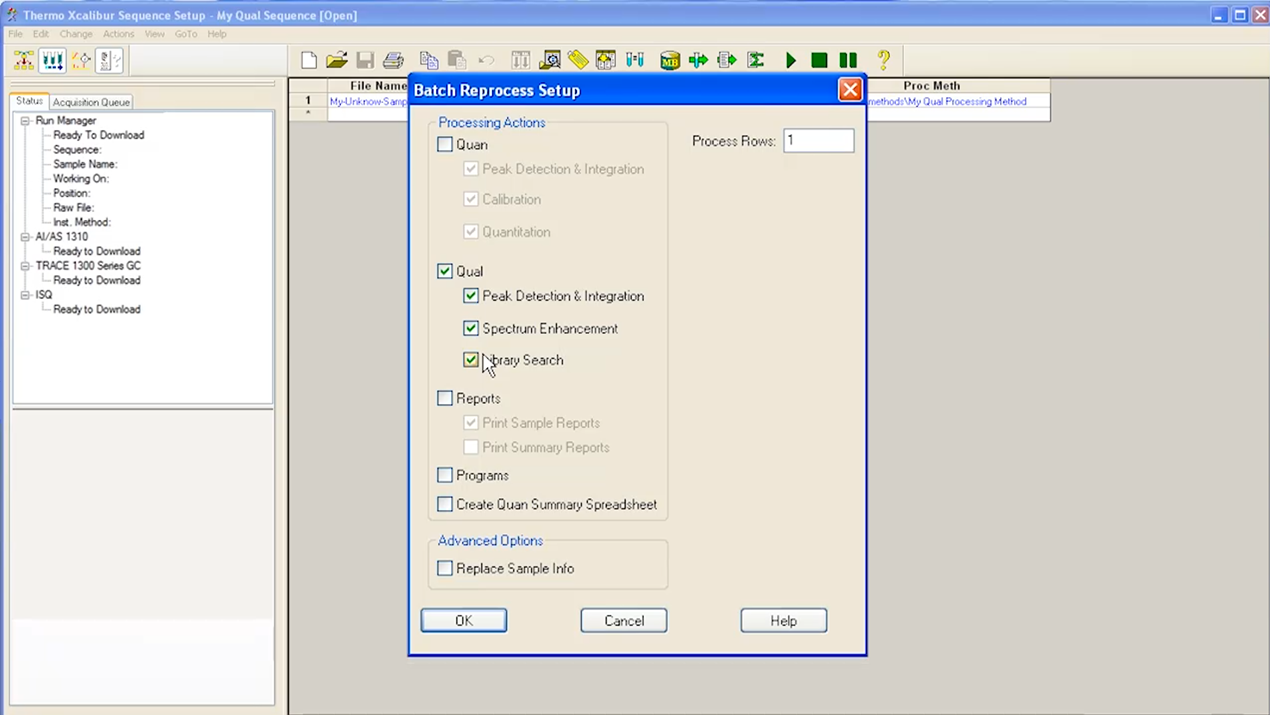 Thermo Xcalibur Sequence Setup - My Qual Sequence [Open]
File Edit Change Actions View GoTo Help
Status Acquisition Queue
Run Manager
Ready To Download
Sequence:
Sample Name:
Working On:
Position:
Raw File:
Inst. Method:
AI/AS 1310
Ready to Download
TRACE 1300 Series GC
Ready to Download
ISQ
Ready to Download
File Name Proc Meth
1 My-Unknow-Samp methods\My Qual Processing Method
*
Batch Reprocess Setup
Processing Actions
Quan
Peak Detection & Integration
Calibration
Quantitation
Qual
Peak Detection & Integration
Spectrum Enhancement
Library Search
Reports
Print Sample Reports
Print Summary Reports
Programs
Create Quan Summary Spreadsheet
Advanced Options
Replace Sample Info
Process Rows: 1
OK Cancel Help